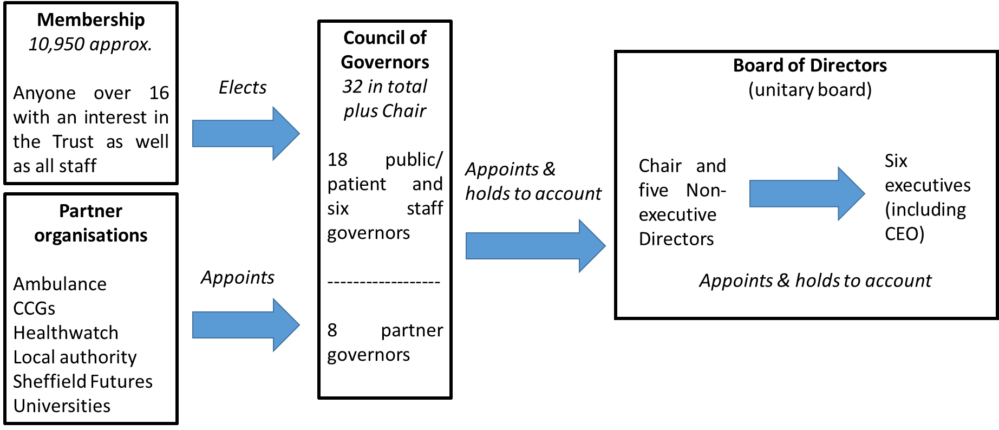 Membership
10,950 approx.
Anyone over 16
with an interest in
the Trust as well
as all staff
Partner
organisations
Ambulance
CCGs
Healthwatch
Local authority
Sheffield Futures
Universities
Elects
Appoints
Council of
Governors
32 in total
plus Chair
18 public/
patient and
six staff
governors
------------------
8 partner
governors
Appoints &
holds to account
Board of Directors
(unitary board)
Chair and
five Non-
executive
Directors
Six
executives
(including
CEO)
Appoints & holds to account